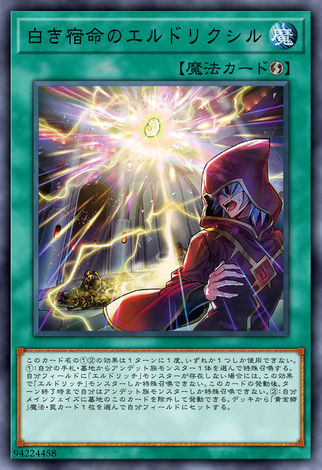 白き宿命のエルドリクシル
魔
【魔法カード】
このカード名の①②の効果は１ターンに１度、いずれか１つしか使用できない。
①：自分の手札・墓地からアンデット族モンスター１体を選んで特殊召喚する。
自分フィールドに「エルドリッチ」モンスターが存在しない場合には、この効果
で「エルドリッチ」モンスターしか特殊召喚できない。このカードの発動後、タ
ーン終了時まで自分はアンデット族モンスターしか特殊召喚できない。②：自分
メインフェイズに墓地のこのカードを除外して発動できる。デッキから「黄金郷」
魔法・罠カード１枚を選んで自分フィールドにセットする。
94224458